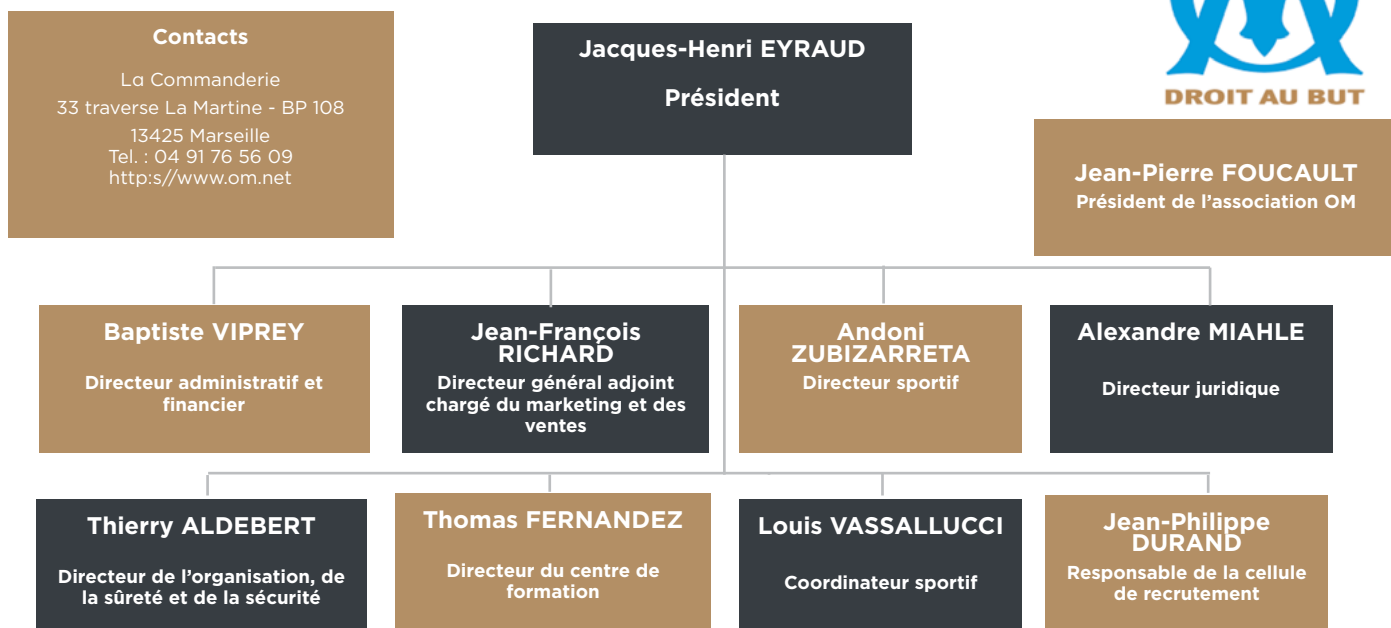 Contacts
La Commanderie
33 traverse La Martine - BP 108
13425 Marseille
Tel. : 04 91 76 56 09
http:s//www.om.net
Jacques-Henri EYRAUD
Président
DROIT AU BUT
Jean-Pierre FOUCAULT
Président de l'association OM
Baptiste VIPREY
Directeur administratif et
financier
Jean-François
RICHARD
Directeur général adjoint
chargé du marketing et des
ventes
Andoni
ZUBIZARRETA
Directeur sportif
Alexandre MIAHLE
Directeur juridique
Thierry ALDEBERT
Directeur de l'organisation, de
la sûreté et de la sécurité
Thomas FERNANDEZ
Directeur du centre de
formation
Louis VASSALLUCCI
Coordinateur sportif
Jean-Philippe
DURAND
Responsable de la cellule
de recrutement